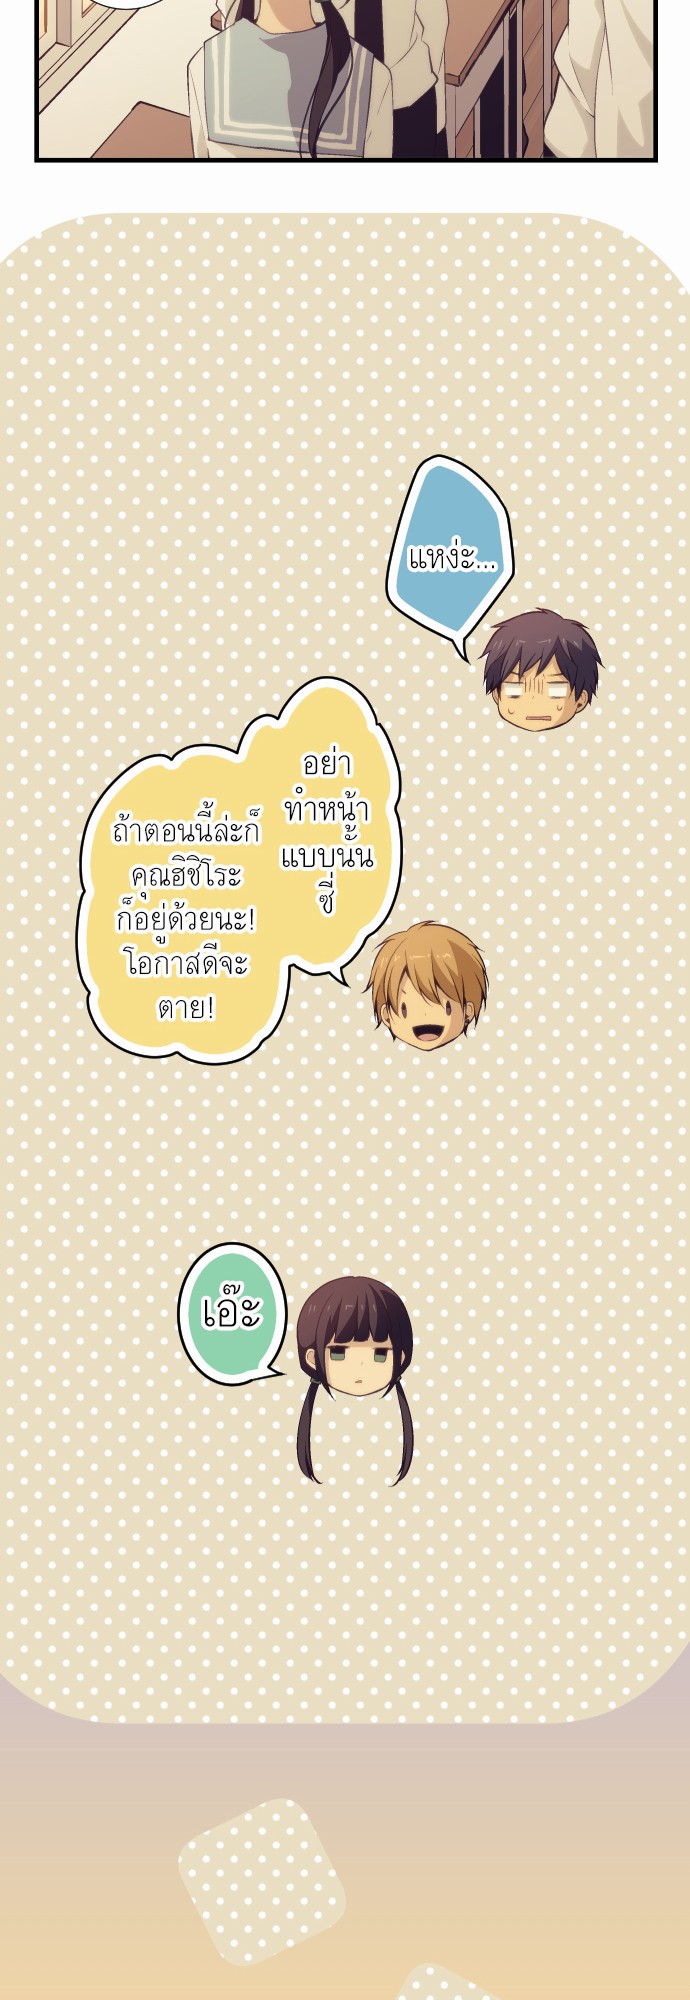 แหง่ะ...
อย่า
ทำหน้า
แบบนั้น
ซี่
ถ้าตอนนี้ล่ะก็
คุณฮิชิโระ
ก็อยู่ด้วยนะ!
โอกาสดีจะ
ตาย!
เอ๊ะ